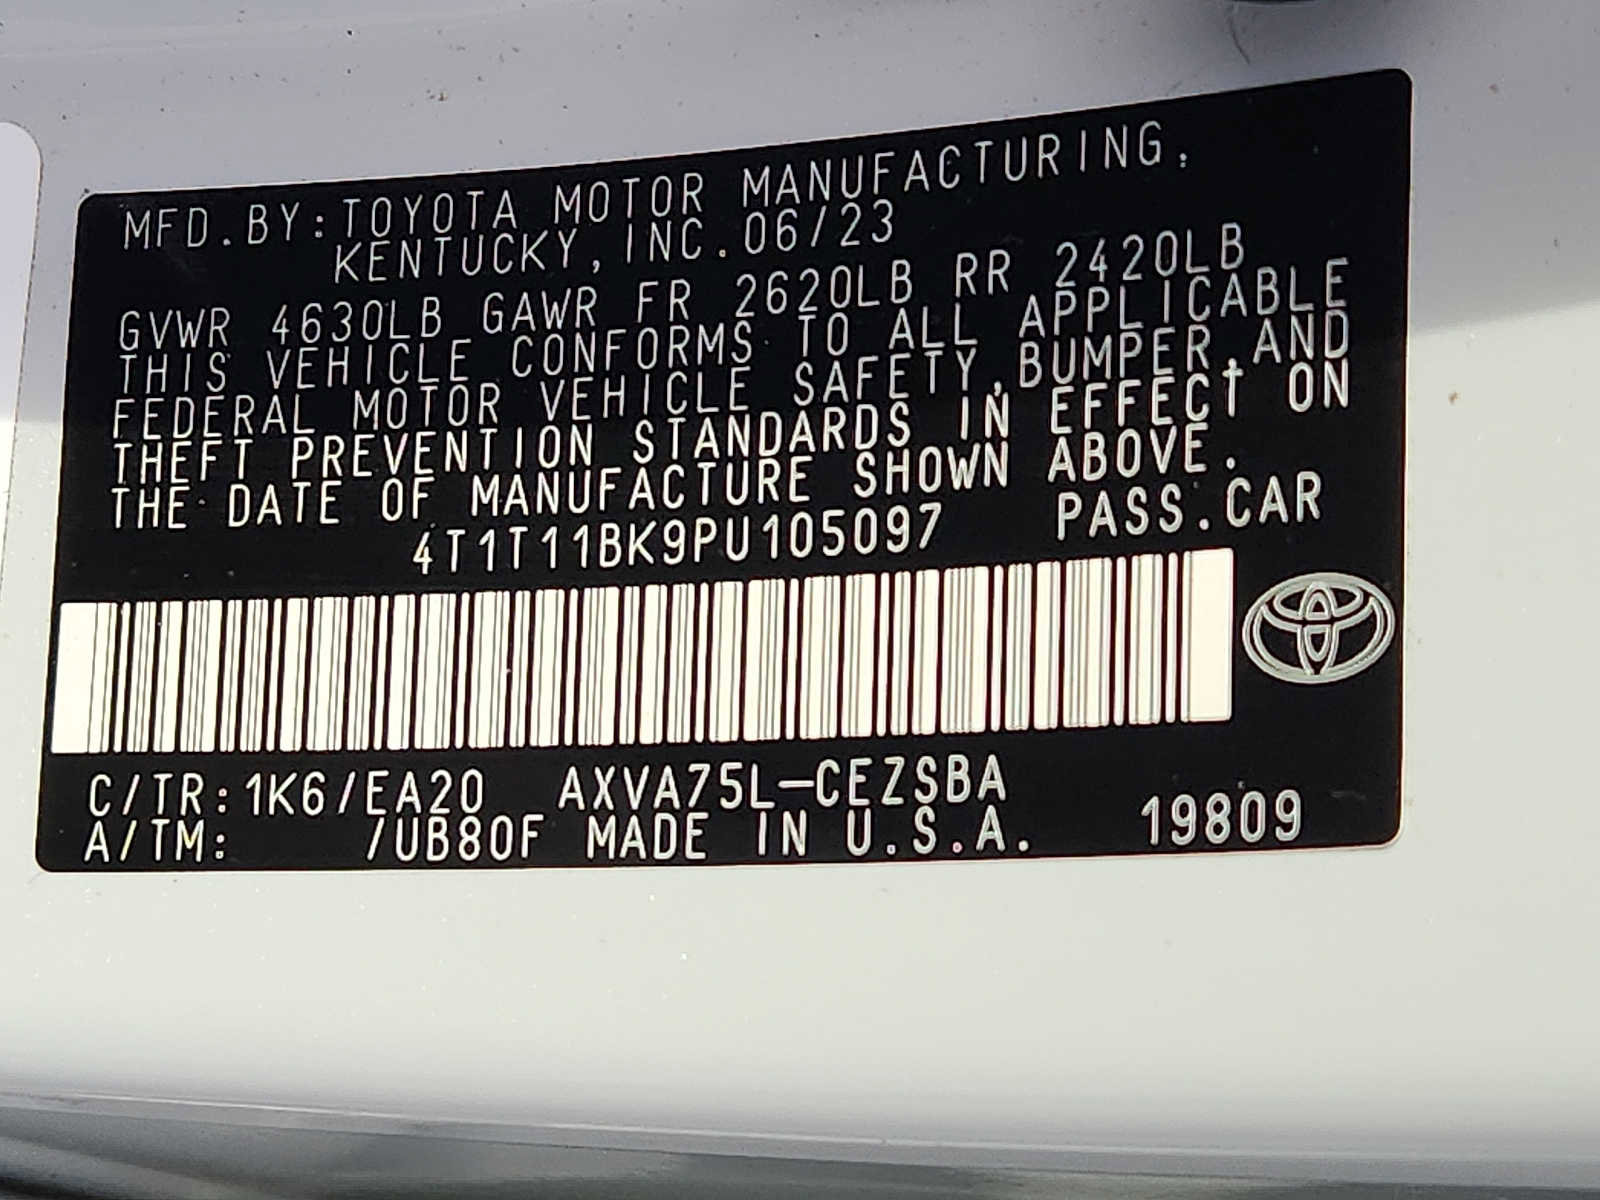 MFD.BY:TOYOTA MOTOR MANUFACTURING,
KENTUCKY,INC.06/23
GVWR 4630LB GAWR FR 2620LB RR 2420LB
THIS VEHICLE CONFORMS TO ALL APPLICABLE
FEDERAL MOTOR VEHICLE SAFETY,BUMPER,AND
THEFT PREVENTION STANDARDS IN EFFECT ON
THE DATE OF MANUFACTURE SHOWN ABOVE.
4T1T11BK9PU105097 PASS.CAR
C/TR:1K6/EA20 AXVA75L-CEZSBA
A/TM: /UB80F MADE IN U.S.A. 19809